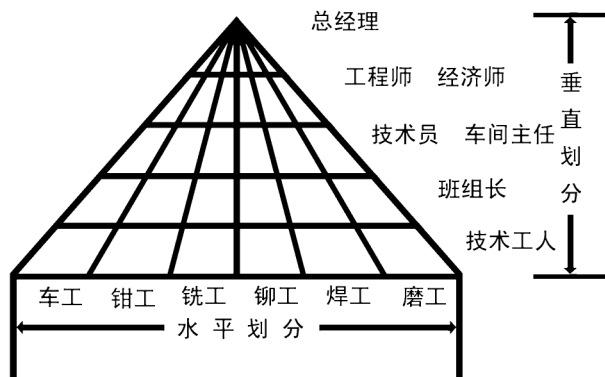 总经理
工程师 经济师
技术员 车间主任
班组长
技术工人
垂直划分
车工 钳工 铣工 铆工 焊工 磨工
水平划分